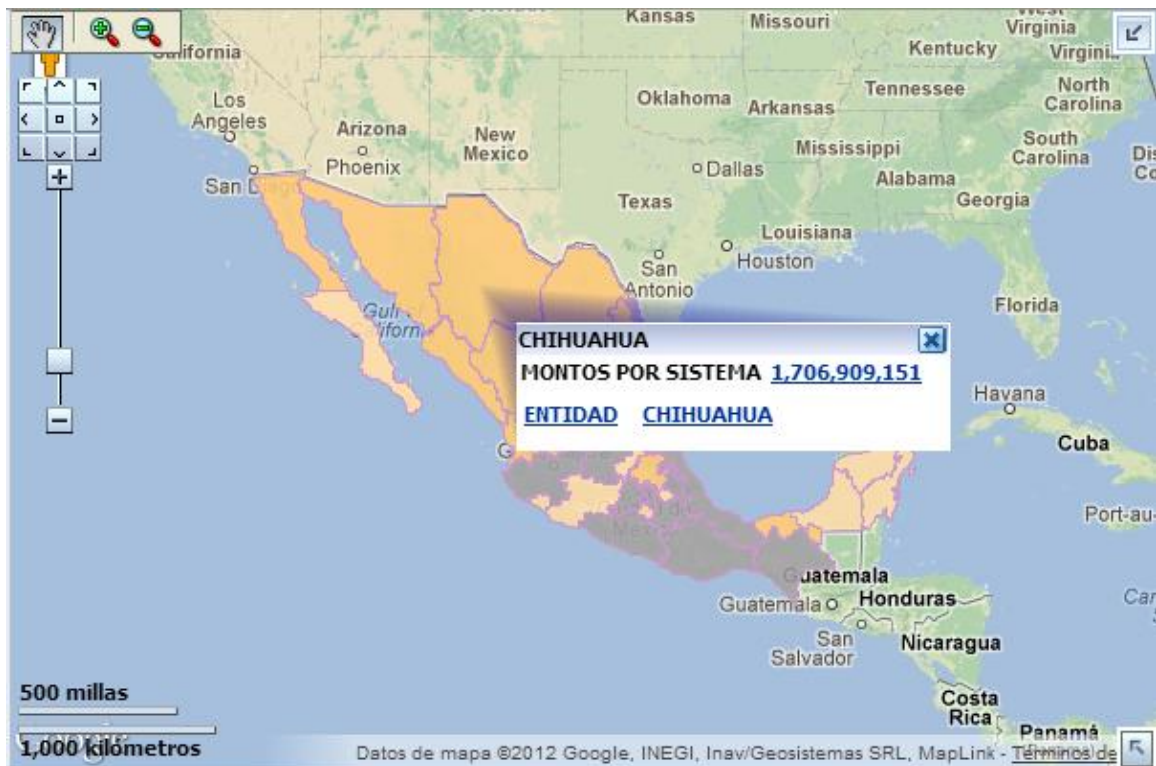 Kansas
Missouri
West
Virginia
Kentucky
Virginia
California
Los
Angeles
Arizona
Phoenix
New
Mexico
Oklahoma
Arkansas
Tennessee
North
Carolina
Mississippi
South
Carolina
Dallas
Alabama
Georgia
Texas
Louisiana
Houston
San
Antonio
Florida
CHIHUAHUA
MONTOS POR SISTEMA 1,706,909,151
ENTIDAD CHIHUAHUA
Havana
Cuba
Port-au-
Guatemala
Guatemala
Honduras
San
Salvador
Nicaragua
Costa
Rica
Panamá
500 millas
1,000 kilómetros
Datos de mapa ©2012 Google, INEGI, Inav/Geosistemas SRL, MapLink - Términos de